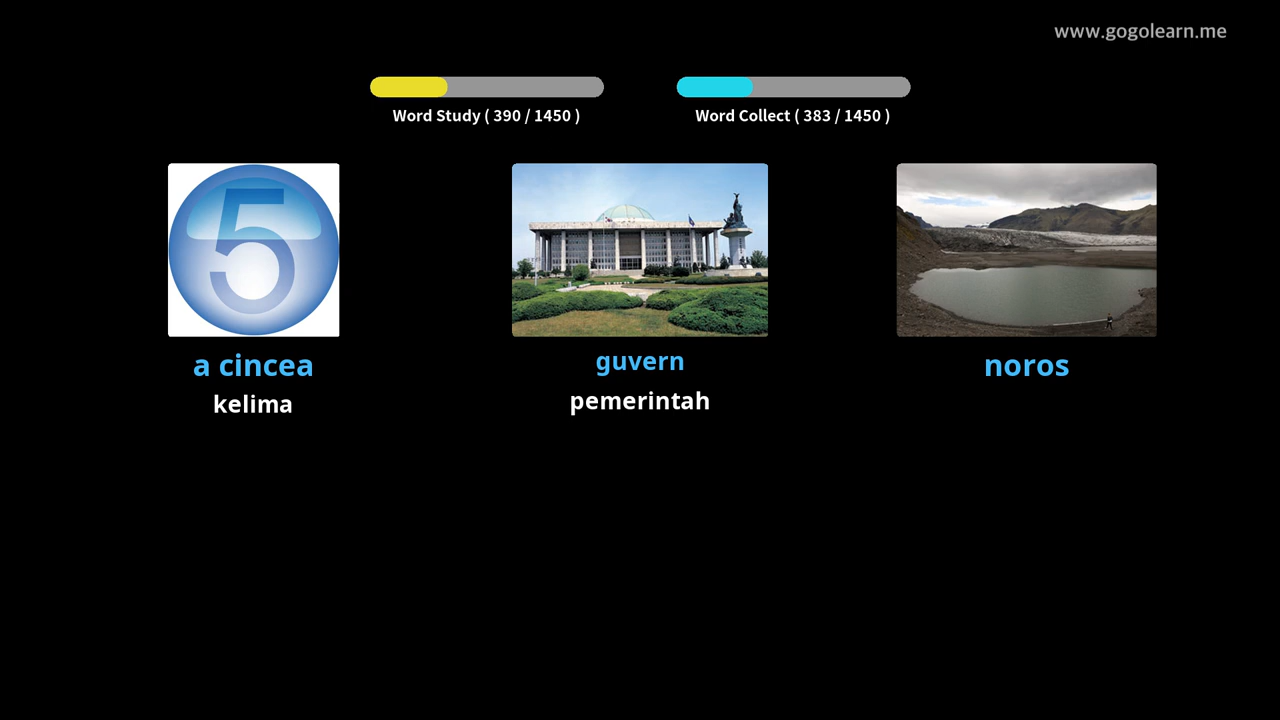 www.gogolearn.me
Word Study ( 390 / 1450 )
Word Collect ( 383 / 1450 )
5
a cincea
kelima
guvern
pemerintah
noros